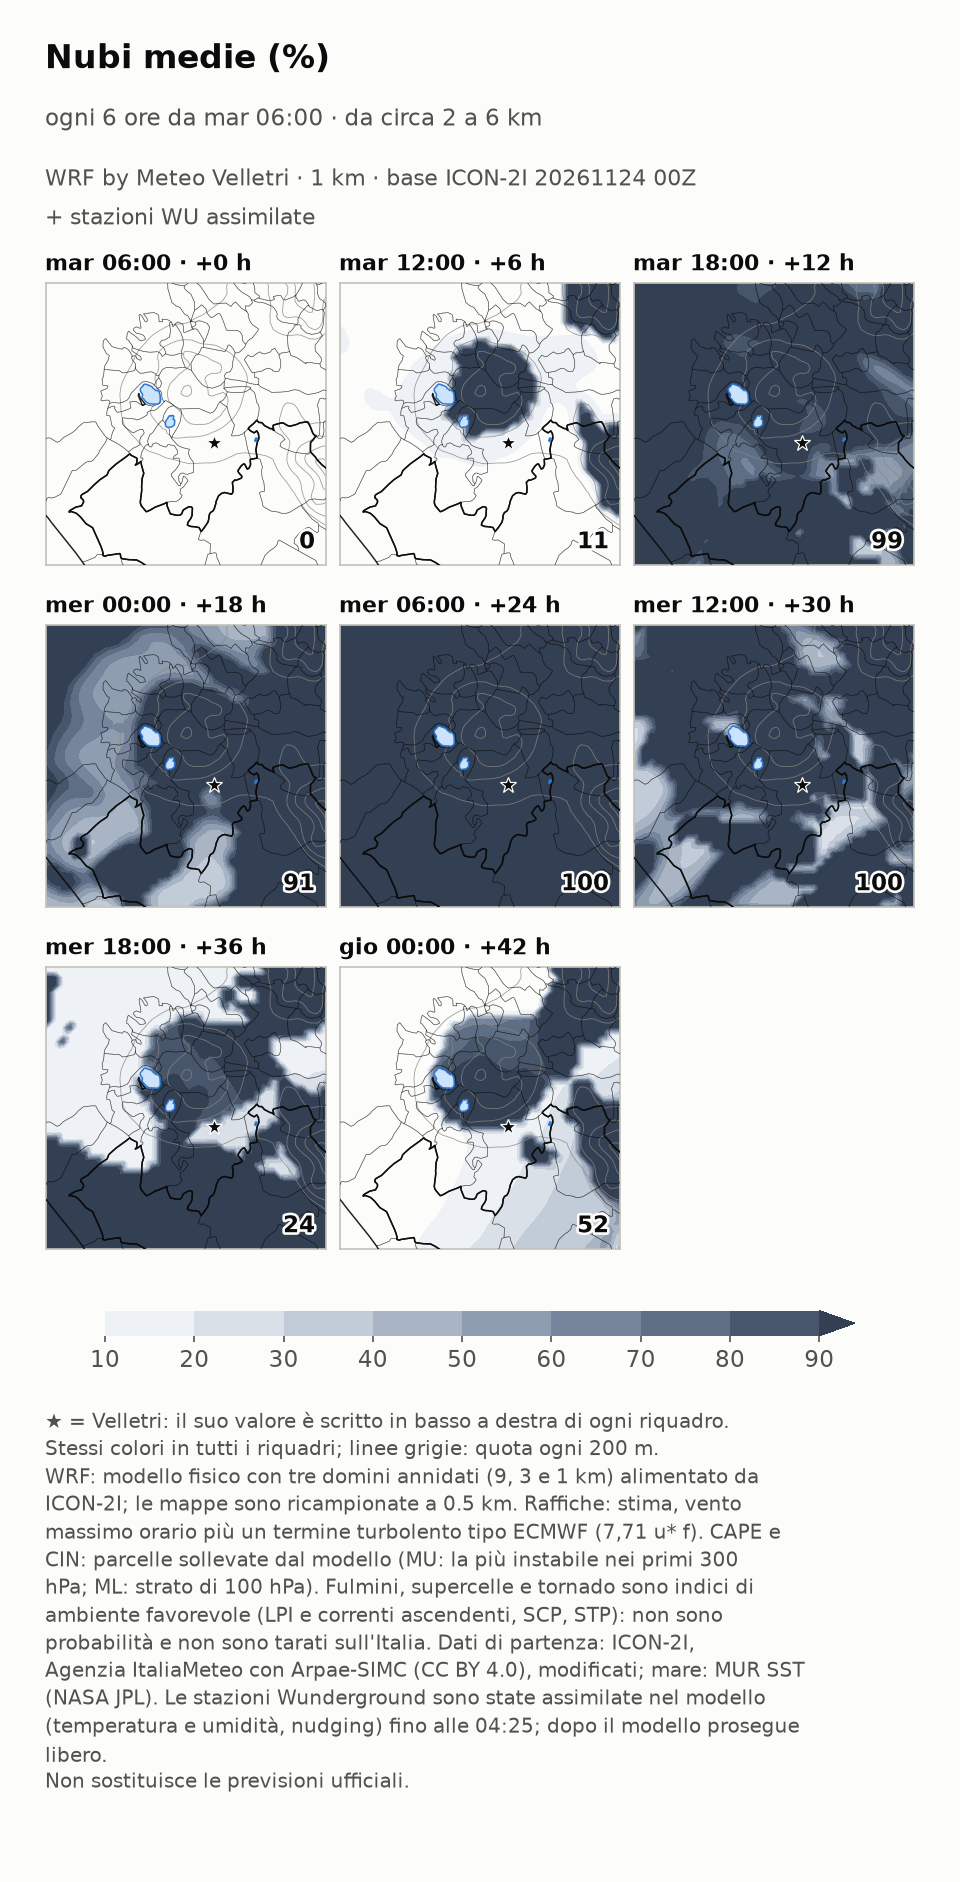 Nubi medie (%)
ogni 6 ore da mar 06:00 · da circa 2 a 6 km
WRF by Meteo Velletri · 1 km · base ICON-2I 20261124 00Z
+ stazioni WU assimilate
mar 06:00 · +0 h
mar 12:00 · +6 h
mar 18:00 · +12 h
0
11
99
mer 00:00 · +18 h
mer 06:00 · +24 h
mer 12:00 · +30 h
91
100
100
mer 18:00 · +36 h
gio 00:00 · +42 h
24
52
10 20 30 40 50 60 70 80 90
★ = Velletri: il suo valore è scritto in basso a destra di ogni riquadro.
Stessi colori in tutti i riquadri; linee grigie: quota ogni 200 m.
WRF: modello fisico con tre domini annidati (9, 3 e 1 km) alimentato da
ICON-2I; le mappe sono ricampionate a 0.5 km. Raffiche: stima, vento
massimo orario più un termine turbolento tipo ECMWF (7,71 u* f). CAPE e
CIN: parcelle sollevate dal modello (MU: la più instabile nei primi 300
hPa; ML: strato di 100 hPa). Fulmini, supercelle e tornado sono indici di
ambiente favorevole (LPI e correnti ascendenti, SCP, STP): non sono
probabilità e non sono tarati sull'Italia. Dati di partenza: ICON-2I,
Agenzia ItaliaMeteo con Arpae-SIMC (CC BY 4.0), modificati; mare: MUR SST
(NASA JPL). Le stazioni Wunderground sono state assimilate nel modello
(temperatura e umidità, nudging) fino alle 04:25; dopo il modello prosegue
libero.
Non sostituisce le previsioni ufficiali.